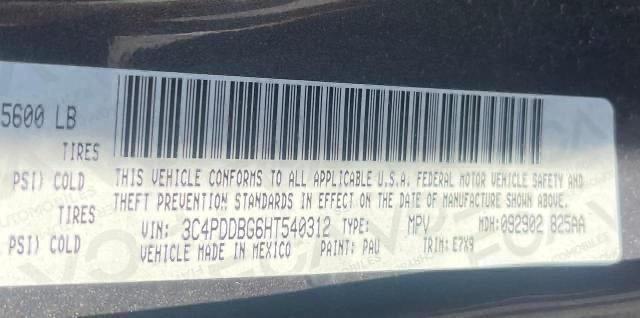 5600 LB
TIRES
PSI) COLD
THIS VEHICLE CONFORMS TO ALL APPLICABLE U.S.A. FEDERAL MOTOR VEHICLE SAFETY AND
THEFT PREVENTION STANDARDS IN EFFECT ON THE DATE OF MANUFACTURE SHOWN ABOVE.
TIRES
VIN: 3C4PDDBG6HT540312 TYPE: MPV MDH:092902 825AA
PSI) COLD
VEHICLE MADE IN MEXICO PAINT: PAU TRIM: E7X9